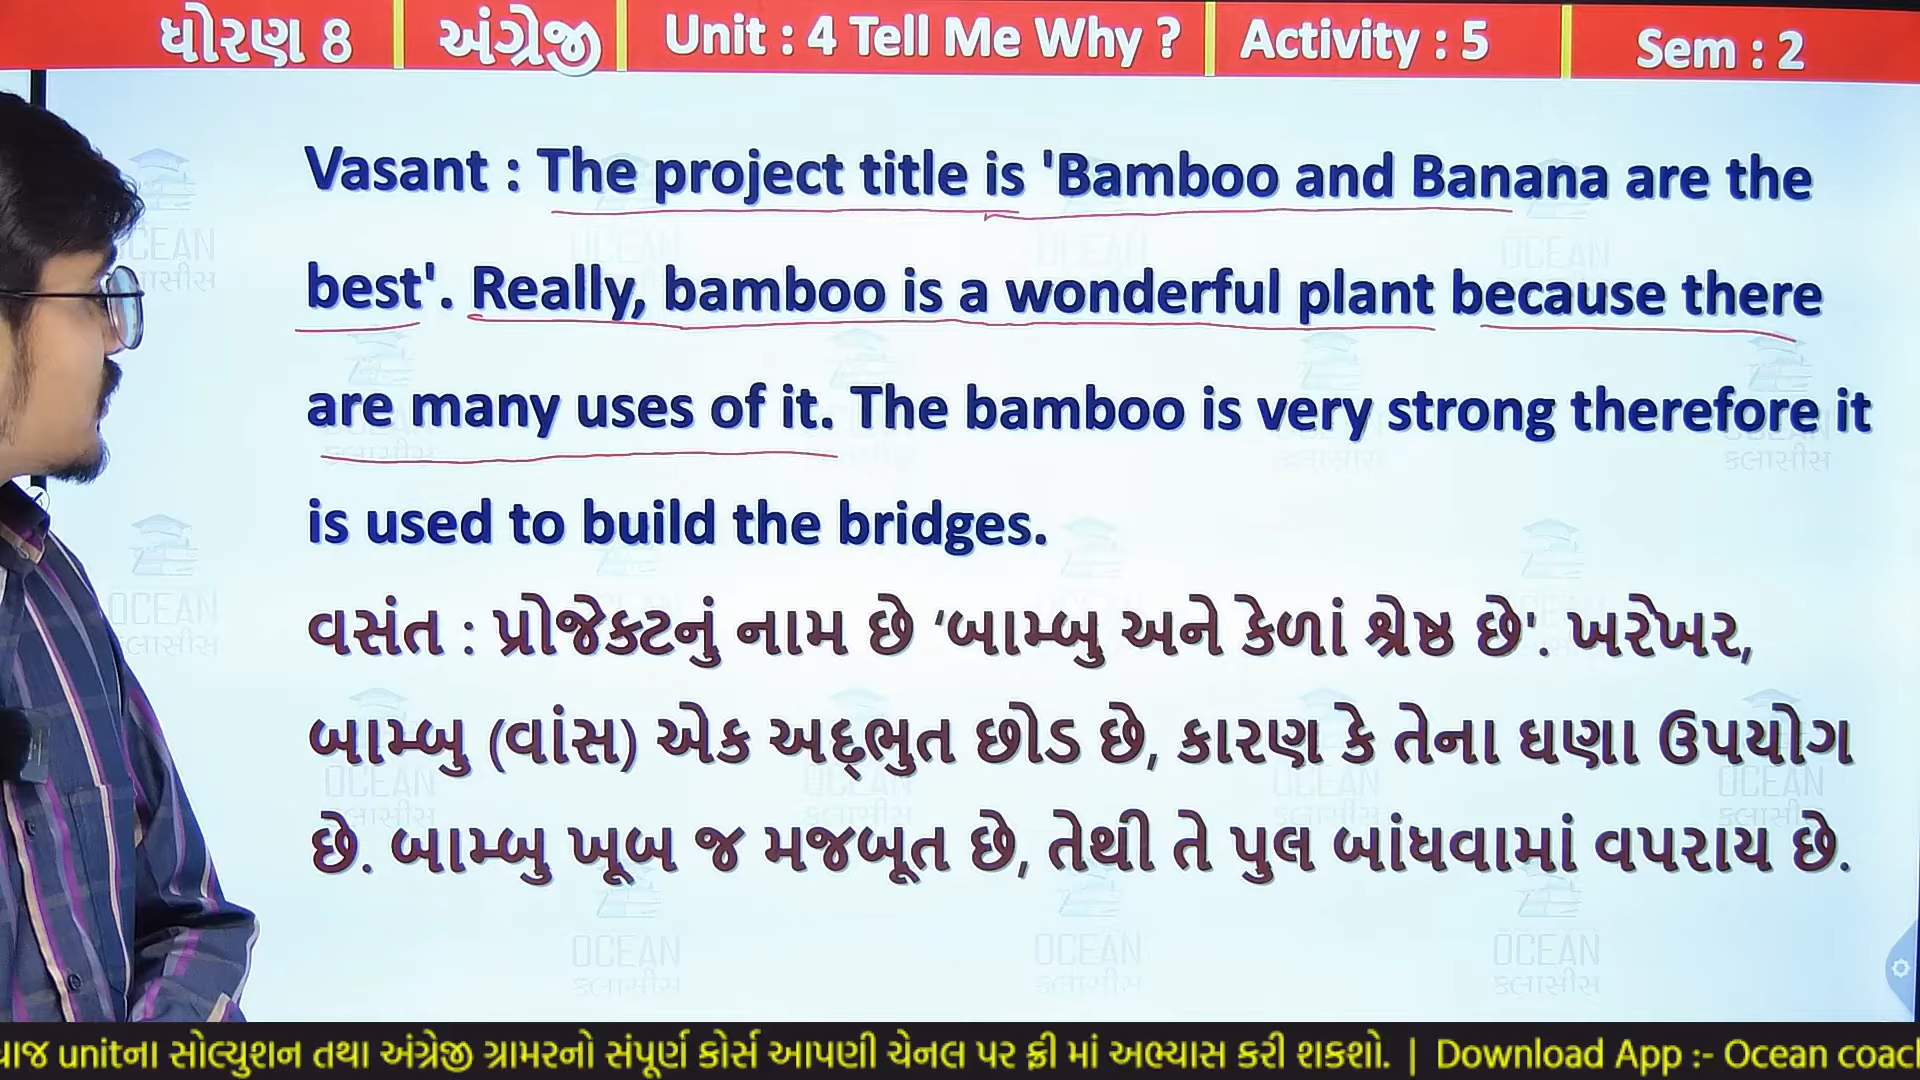 ધોરણ 8 અંગ્રેજી Unit : 4 Tell Me Why ? Activity : 5 Sem : 2
Vasant : The project title is 'Bamboo and Banana are the
best'. Really, bamboo is a wonderful plant because there
are many uses of it. The bamboo is very strong therefore it
is used to build the bridges.
વસંત : પ્રોજેક્ટનું નામ છે ‘બામ્બુ અને કેળાં શ્રેષ્ઠ છે'. ખરેખર,
બામ્બુ (વાંસ) એક અદ્ભુત છોડ છે, કારણ કે તેના ઘણા ઉપયોગ
છે. બામ્બુ ખૂબ જ મજબૂત છે, તેથી તે પુલ બાંધવામાં વપરાય છે.
OCEAN
ક્લાસીસ
unitના સોલ્યુશન તથા અંગ્રેજી ગ્રામરનો સંપૂર્ણ કોર્સ આપણી ચેનલ પર ફ્રી માં અભ્યાસ કરી શકશો. | Download App :- Ocean